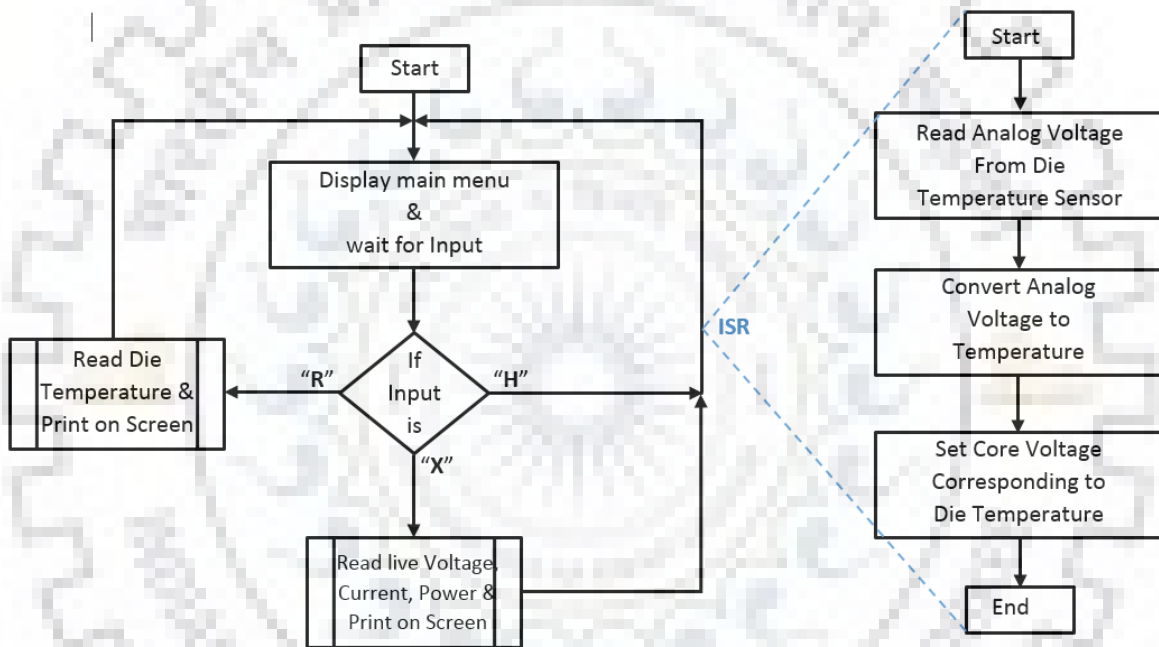 Start
Display main menu
&
wait for Input
If
Input
is
“R”
“H”
“X”
Read Die
Temperature &
Print on Screen
Read live Voltage,
Current, Power &
Print on Screen
ISR
Start
Read Analog Voltage
From Die
Temperature Sensor
Convert Analog
Voltage to
Temperature
Set Core Voltage
Corresponding to
Die Temperature
End